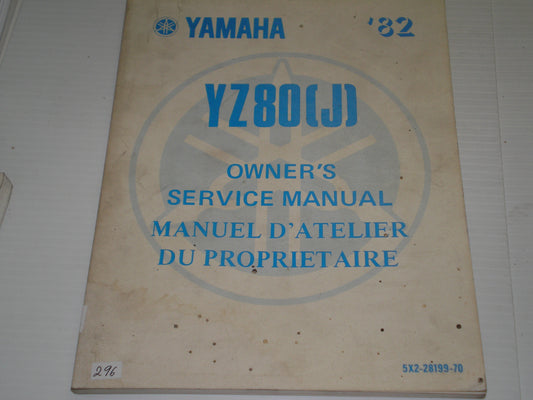 YAMAHA '82
YZ80(J)
OWNER'S
SERVICE MANUAL
MANUEL D'ATELIER
DU PROPRIETAIRE
296
5X2-28199-70